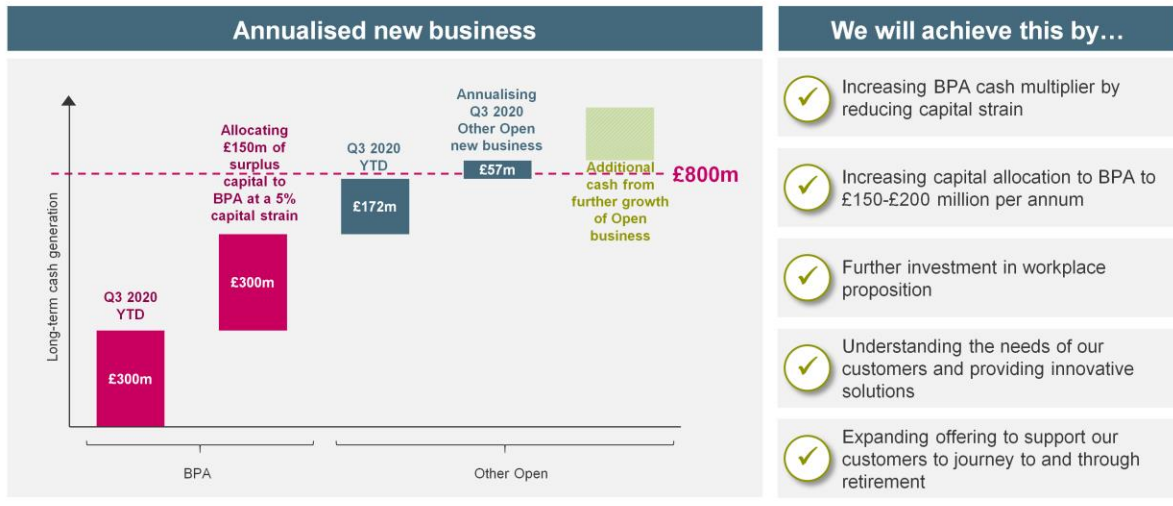 Annualised new business
Long-term cash generation
Q3 2020
YTD
£300m
Allocating
£150m of
surplus
capital to
BPA at a 5%
capital strain
£300m
Q3 2020
YTD
£172m
Annualising
Q3 2020
Other Open
new business
£57m
Additional
cash from
further growth
of Open
business
£800m
BPA
Other Open
We will achieve this by…
Increasing BPA cash multiplier by
reducing capital strain
Increasing capital allocation to BPA to
£150-£200 million per annum
Further investment in workplace
proposition
Understanding the needs of our
customers and providing innovative
solutions
Expanding offering to support our
customers to journey to and through
retirement